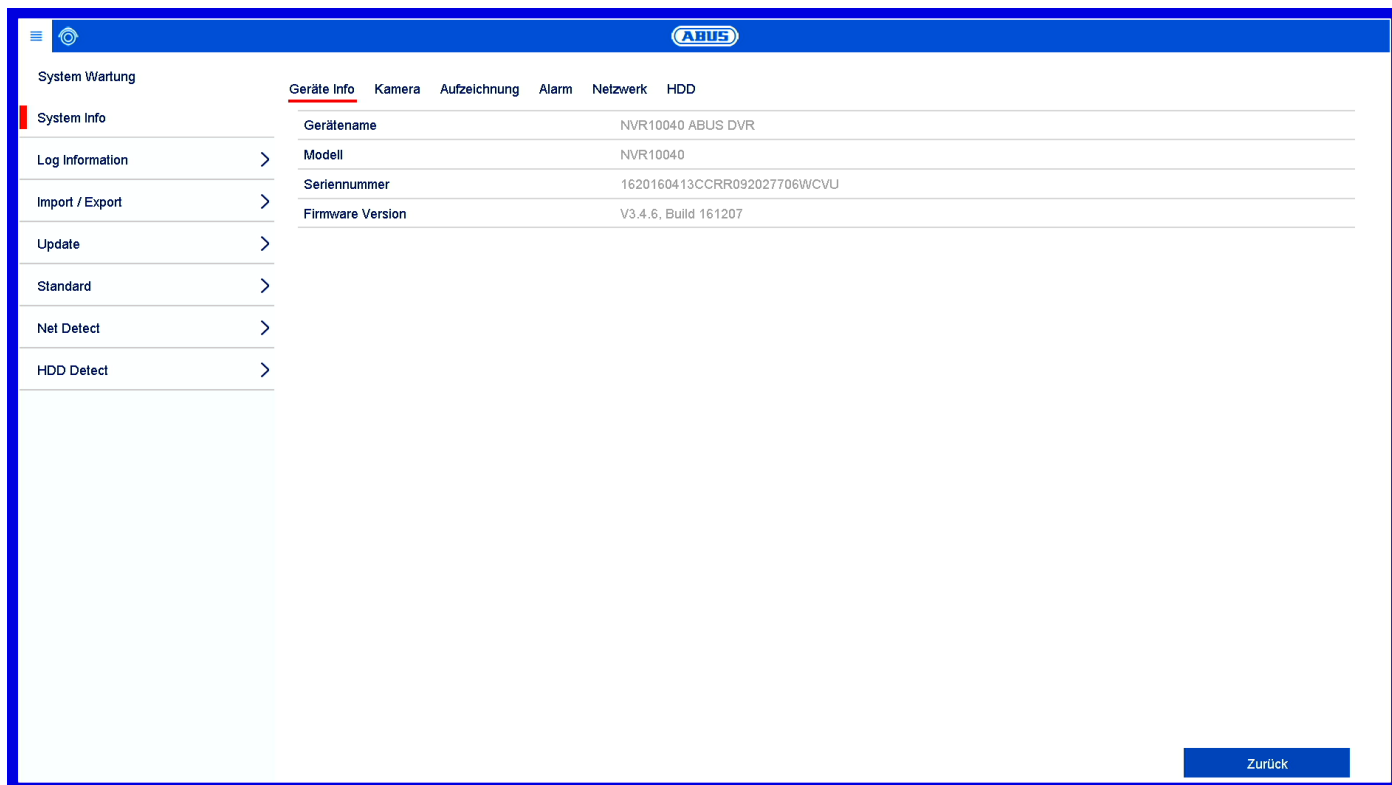 ABUS
System Wartung
System Info
Log Information
Import / Export
Update
Standard
Net Detect
HDD Detect
Geräte Info Kamera Aufzeichnung Alarm Netzwerk HDD
Gerätename NVR10040 ABUS DVR
Modell NVR10040
Seriennummer 1620160413CCRR092027706WCVU
Firmware Version V3.4.6, Build 161207
Zurück